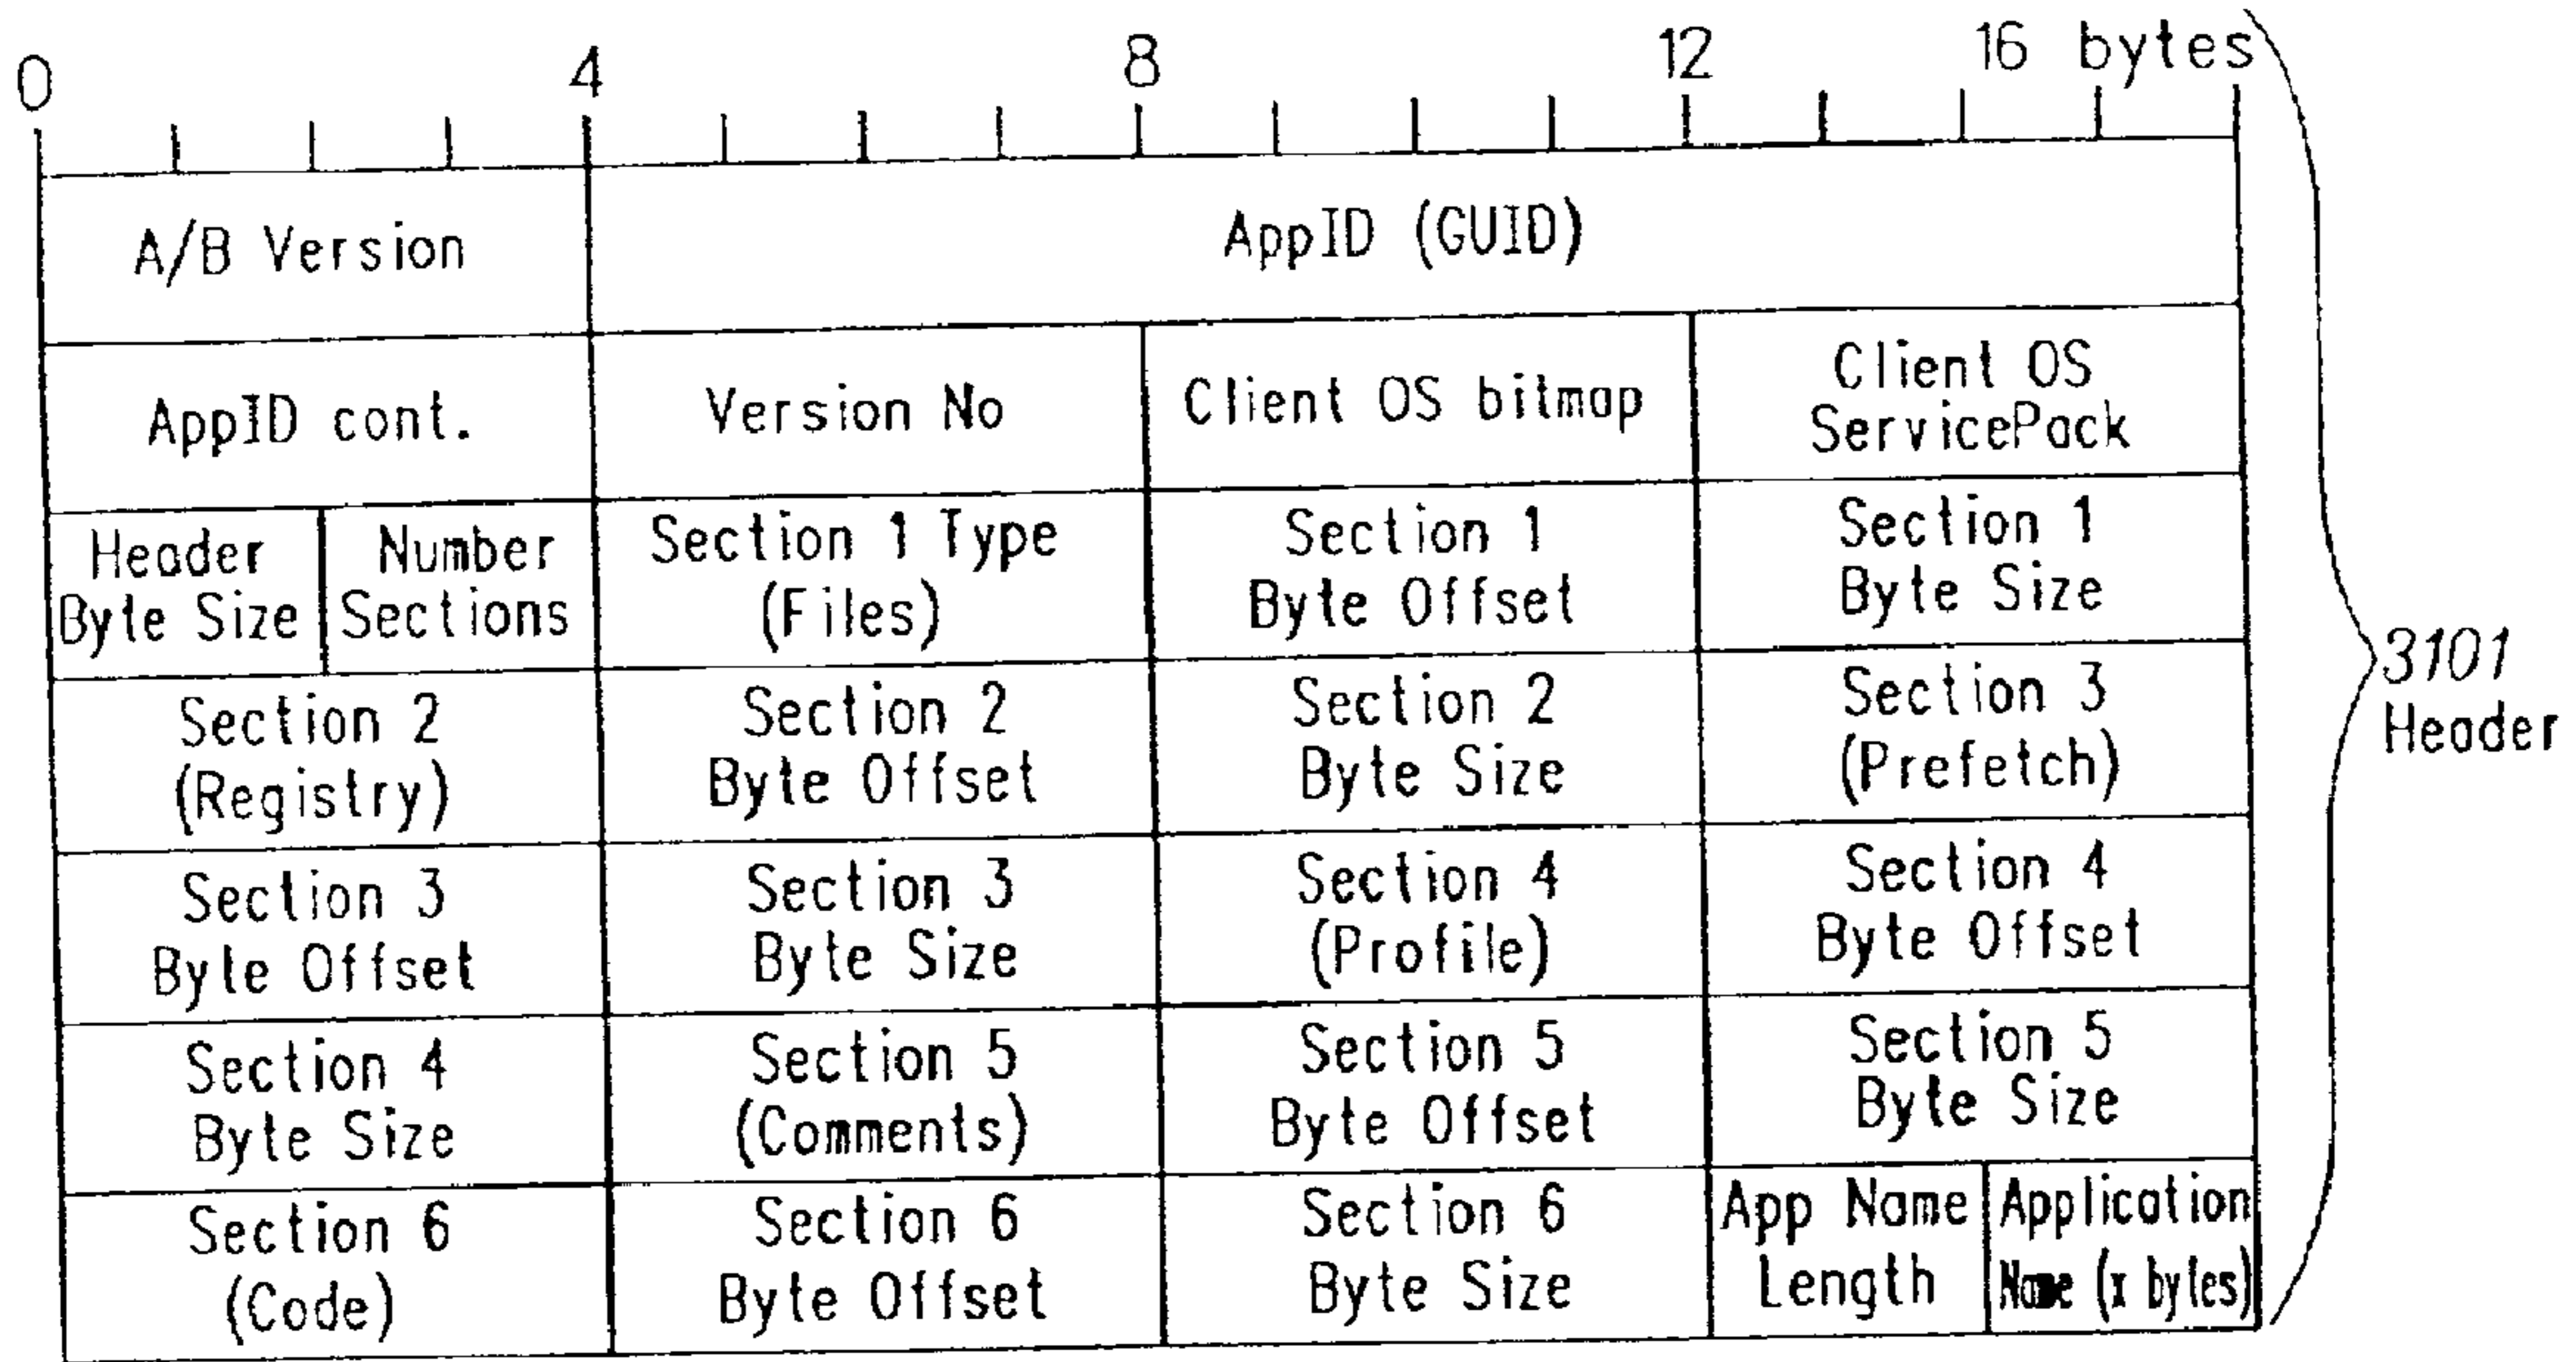 0 4 8 12 16 bytes
A/B Version
AppID (GUID)
AppID cont.
Version No
Client OS bitmap
Client OS
ServicePack
Header
Byte Size
Number
Sections
Section 1 Type
(Files)
Section 1
Byte Offset
Section 1
Byte Size
Section 2
(Registry)
Section 2
Byte Offset
Section 2
Byte Size
Section 3
(Prefetch)
Section 3
Byte Offset
Section 3
Byte Size
Section 4
(Profile)
Section 4
Byte Offset
Section 4
Byte Size
Section 5
(Comments)
Section 5
Byte Offset
Section 5
Byte Size
Section 6
(Code)
Section 6
Byte Offset
Section 6
Byte Size
App Name
Length
Application
Name (x bytes)
3101
Header